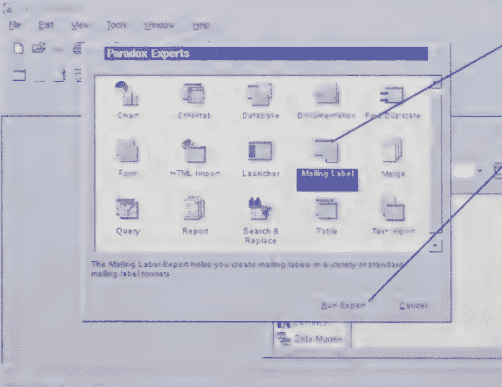 File Edit View Tools Window Help
Paradox Experts
Chart Crosstab Database Documentation Find Duplicate
Form HTML Import Launcher Mailing Label Merge
Query Report Search & Replace Table Text Import
The Mailing Label Expert helps you create mailing labels in a variety of standard
mailing label formats.
Run Expert Cancel
Data Model